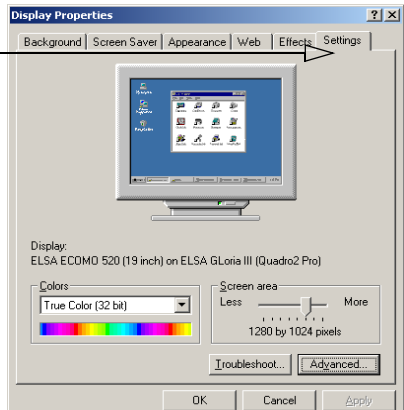 Display Properties
Background Screen Saver Appearance Web Effects Settings
Display:
ELSA ECOMO 520 (19 inch) on ELSA GLoria III (Quadro2 Pro)
Colors
True Color (32 bit)
Screen area
Less More
1280 by 1024 pixels
Troubleshoot... Advanced...
OK Cancel Apply